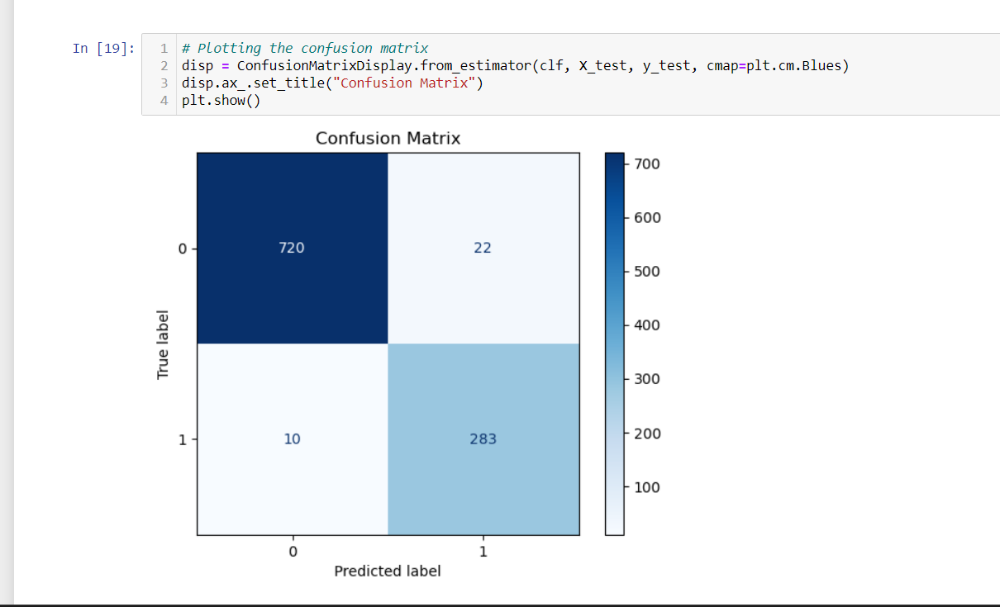 In [19]:
1 # Plotting the confusion matrix
2 disp = ConfusionMatrixDisplay.from_estimator(clf, X_test, y_test, cmap=plt.cm.Blues)
3 disp.ax_.set_title("Confusion Matrix")
4 plt.show()
Confusion Matrix
700
600
500
400
300
200
100
True label
0
720
22
1
10
283
0
1
Predicted label